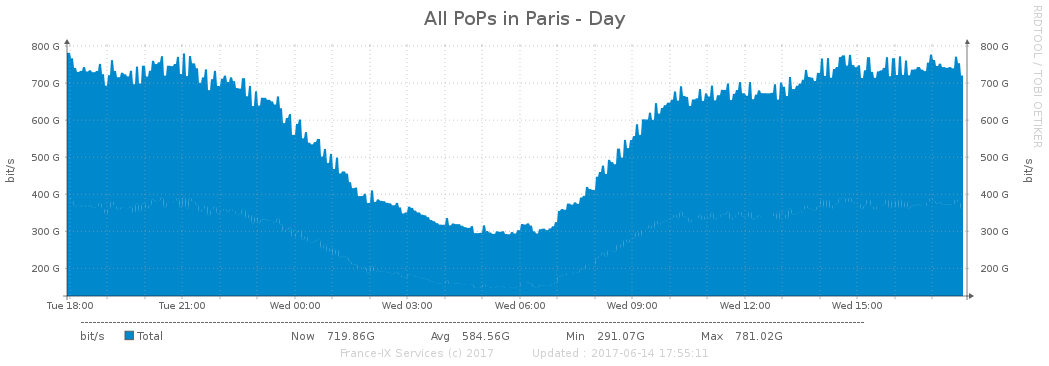 All PoPs in Paris - Day
RRDTOOL / TOBI OETIKER
800 G 800 G
700 G 700 G
600 G 600 G
500 G 500 G
bit/s bit/s
400 G 400 G
300 G 300 G
200 G 200 G
Tue 18:00 Tue 21:00 Wed 00:00 Wed 03:00 Wed 06:00 Wed 09:00 Wed 12:00 Wed 15:00
bit/s Total Now 719.86G Avg 584.56G Min 291.07G Max 781.02G
France-IX Services (c) 2017 Updated : 2017-06-14 17:55:11